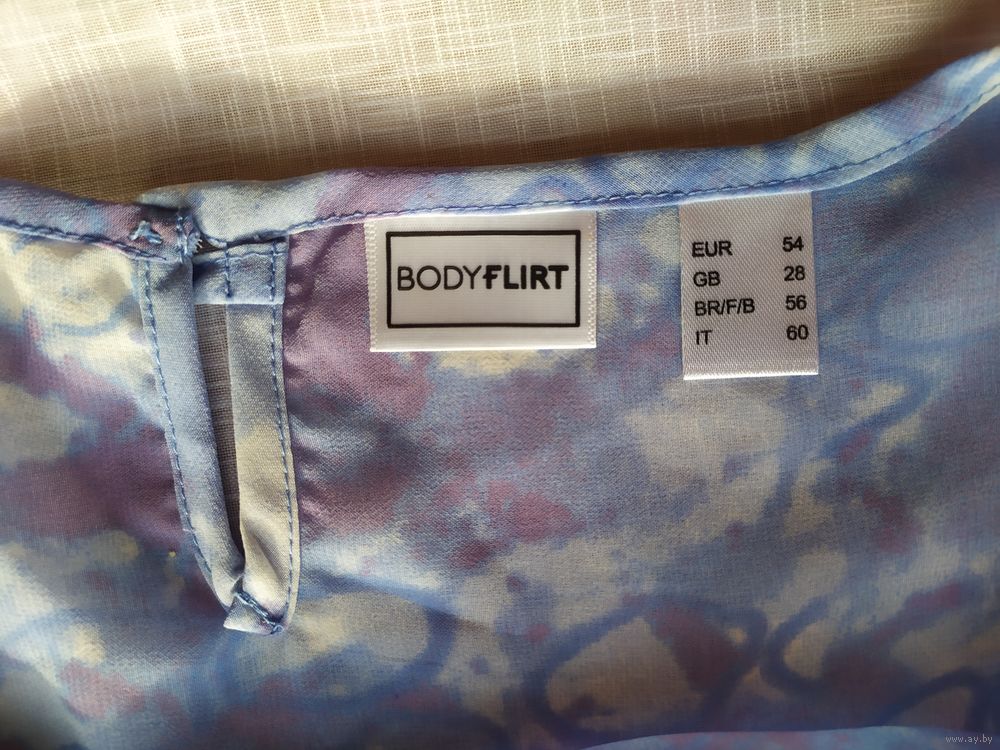 BODYFLIRT
EUR 54
GB 28
BR/F/B 56
IT 60
www.ay.by